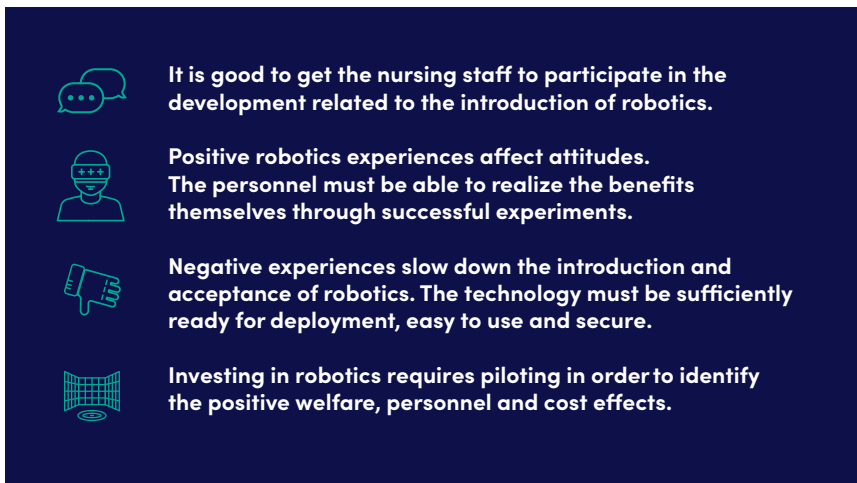 It is good to get the nursing staff to participate in the
development related to the introduction of robotics.
Positive robotics experiences affect attitudes.
The personnel must be able to realize the benefits
themselves through successful experiments.
Negative experiences slow down the introduction and
acceptance of robotics. The technology must be sufficiently
ready for deployment, easy to use and secure.
Investing in robotics requires piloting in order to identify
the positive welfare, personnel and cost effects.